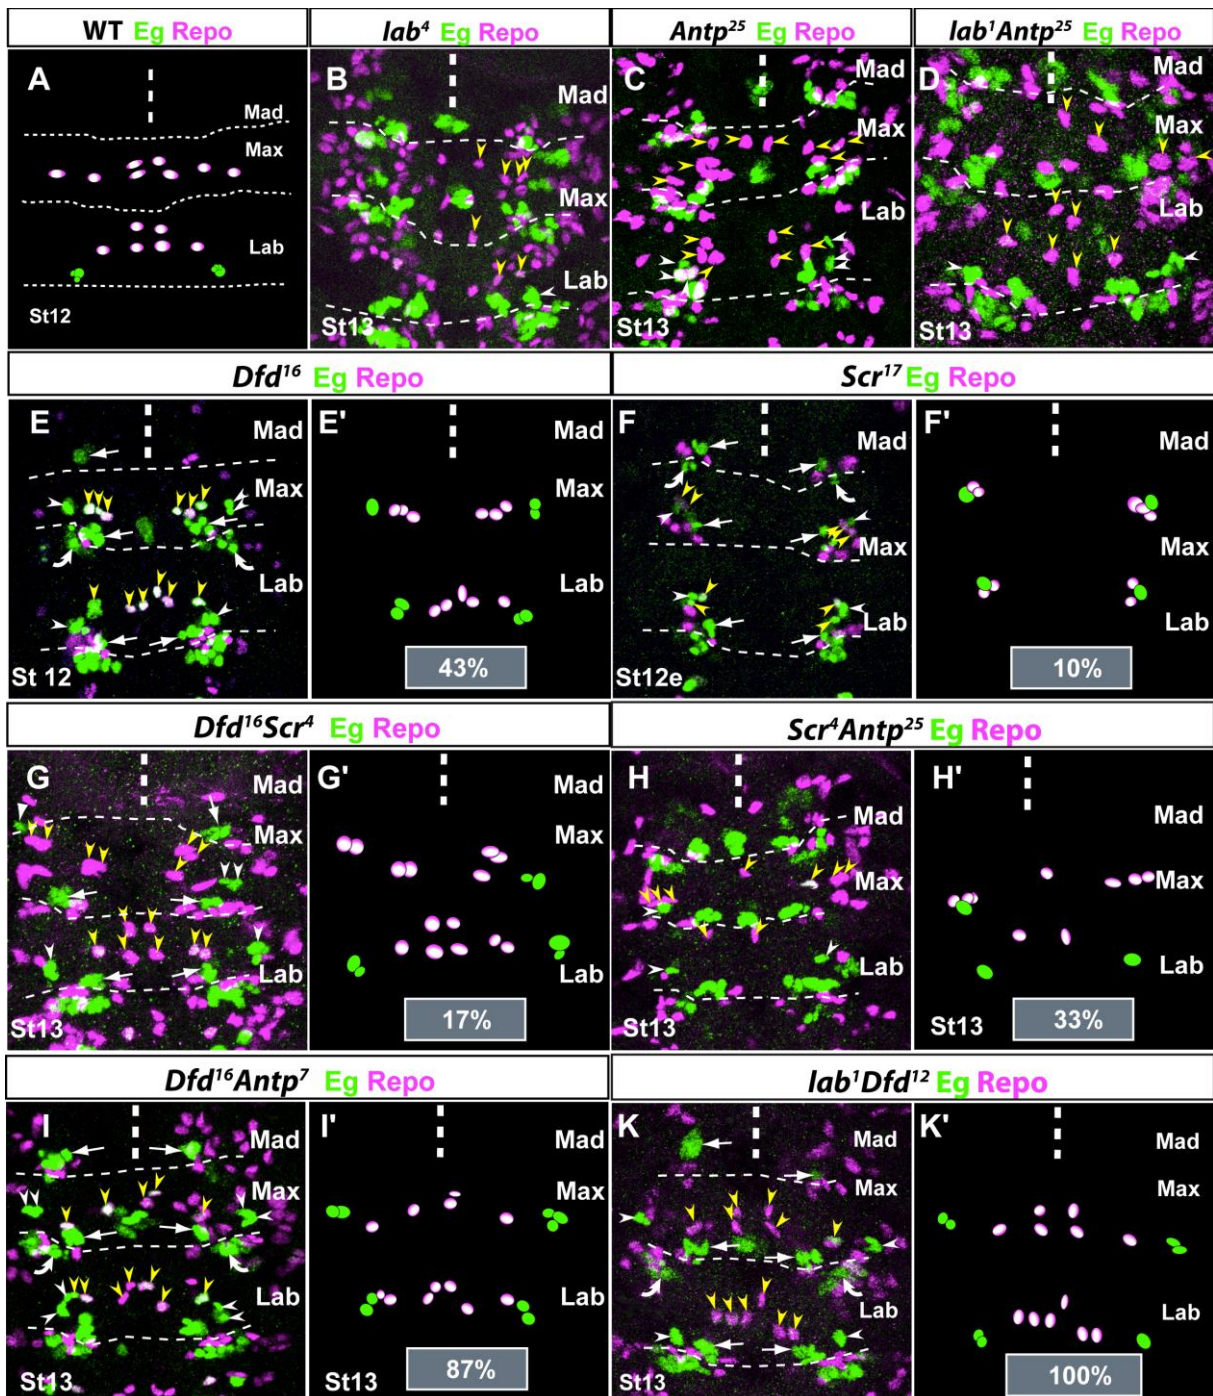 WT Eg Repo
lab⁴ Eg Repo
Antp²⁵ Eg Repo
lab¹Antp²⁵ Eg Repo
A
Mad
Max
Lab
St12
B
Mad
Max
Lab
St13
C
Mad
Max
Lab
St13
D
Mad
Max
Lab
St13
Dfd¹⁶ Eg Repo
Scr¹⁷ Eg Repo
E
Mad
Max
Lab
St 12
E'
Mad
Max
Lab
43%
F
Mad
Max
Lab
St12e
F'
Mad
Max
Lab
10%
Dfd¹⁶Scr⁴ Eg Repo
Scr⁴Antp²⁵ Eg Repo
G
Mad
Max
Lab
St13
G'
Mad
Max
Lab
17%
H
Mad
Max
Lab
St13
H'
Mad
Max
Lab
St13
33%
Dfd¹⁶Antp⁷ Eg Repo
lab¹Dfd¹² Eg Repo
I
Mad
Max
Lab
St13
I'
Mad
Max
Lab
St13
87%
K
Mad
Max
Lab
St13
K'
Mad
Max
Lab
100%